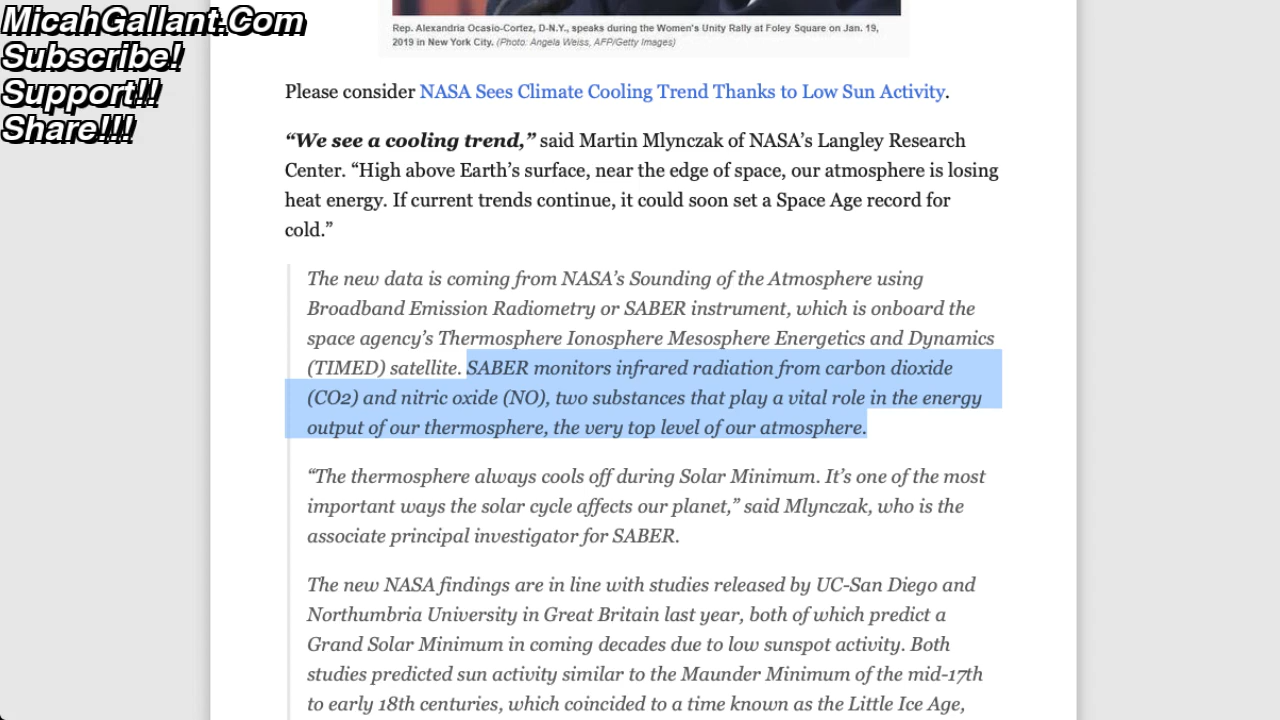 MicahGallant.Com
Subscribe!
Support!!
Share!!!
Rep. Alexandria Ocasio-Cortez, D-N.Y., speaks during the Women's Unity Rally at Foley Square on Jan. 19,
2019 in New York City. (Photo: Angela Weiss, AFP/Getty Images)
Please consider NASA Sees Climate Cooling Trend Thanks to Low Sun Activity.
“We see a cooling trend,” said Martin Mlynczak of NASA’s Langley Research
Center. “High above Earth’s surface, near the edge of space, our atmosphere is losing
heat energy. If current trends continue, it could soon set a Space Age record for
cold.”
The new data is coming from NASA’s Sounding of the Atmosphere using
Broadband Emission Radiometry or SABER instrument, which is onboard the
space agency’s Thermosphere Ionosphere Mesosphere Energetics and Dynamics
(TIMED) satellite. SABER monitors infrared radiation from carbon dioxide
(CO2) and nitric oxide (NO), two substances that play a vital role in the energy
output of our thermosphere, the very top level of our atmosphere.
“The thermosphere always cools off during Solar Minimum. It’s one of the most
important ways the solar cycle affects our planet,” said Mlynczak, who is the
associate principal investigator for SABER.
The new NASA findings are in line with studies released by UC-San Diego and
Northumbria University in Great Britain last year, both of which predict a
Grand Solar Minimum in coming decades due to low sunspot activity. Both
studies predicted sun activity similar to the Maunder Minimum of the mid-17th
to early 18th centuries, which coincided to a time known as the Little Ice Age,